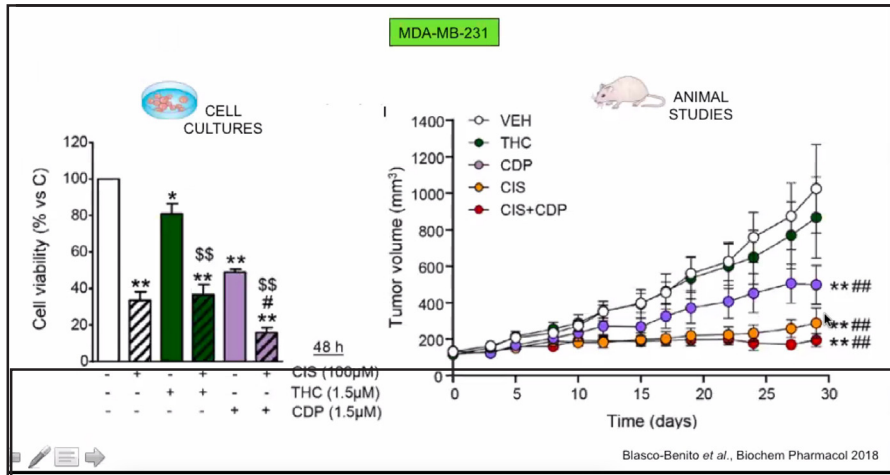 MDA-MB-231
CELL
CULTURES
ANIMAL
STUDIES
Cell viability (% vs C)
120
100
80
60
40
20
0
**
*
$$
**
**
$$
#
**
48 h
- + - + - + CIS (100µM)
- - + + - - THC (1.5µM)
- - - - + + CDP (1.5µM)
VEH
THC
CDP
CIS
CIS+CDP
Tumor volume (mm³)
1400
1200
1000
800
600
400
200
0
**##
**##
**##
0 5 10 15 20 25 30
Time (days)
Blasco-Benito et al., Biochem Pharmacol 2018